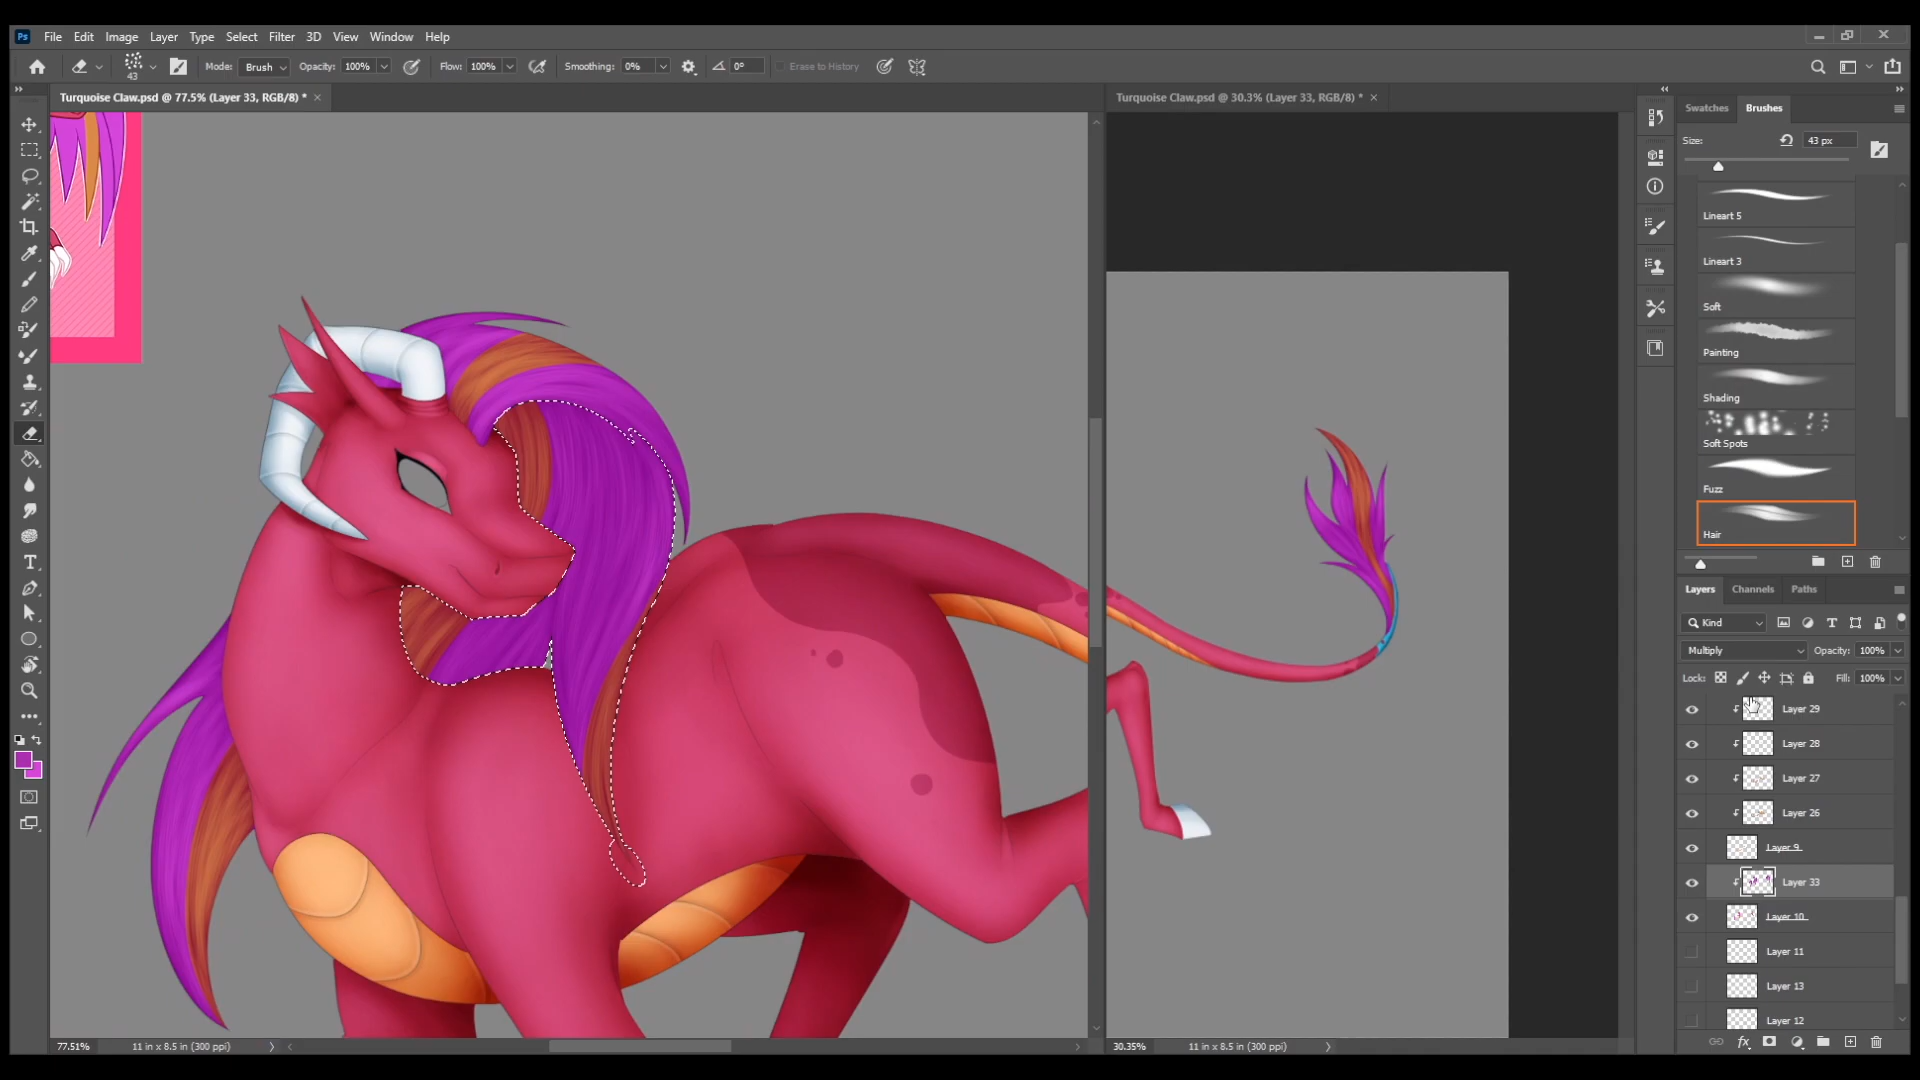 Ps File Edit Image Layer Type Select Filter 3D View Window Help
43 Mode: Brush Opacity: 100% Flow: 100% Smoothing: 0% 0° Erase to History
Turquoise Claw.psd @ 77.5% (Layer 33, RGB/8) *
Turquoise Claw.psd @ 30.3% (Layer 33, RGB/8) *
Swatches Brushes
Size: 43 px
Lineart 5
Lineart 3
Soft
Painting
Shading
Soft Spots
Fuzz
Hair
Layers Channels Paths
Kind
Multiply Opacity: 100%
Lock: Fill: 100%
Layer 29
Layer 28
Layer 27
Layer 26
Layer 9
Layer 33
Layer 10
Layer 11
Layer 13
Layer 12
77.51% 11 in x 8.5 in (300 ppi)
30.35% 11 in x 8.5 in (300 ppi)
fx